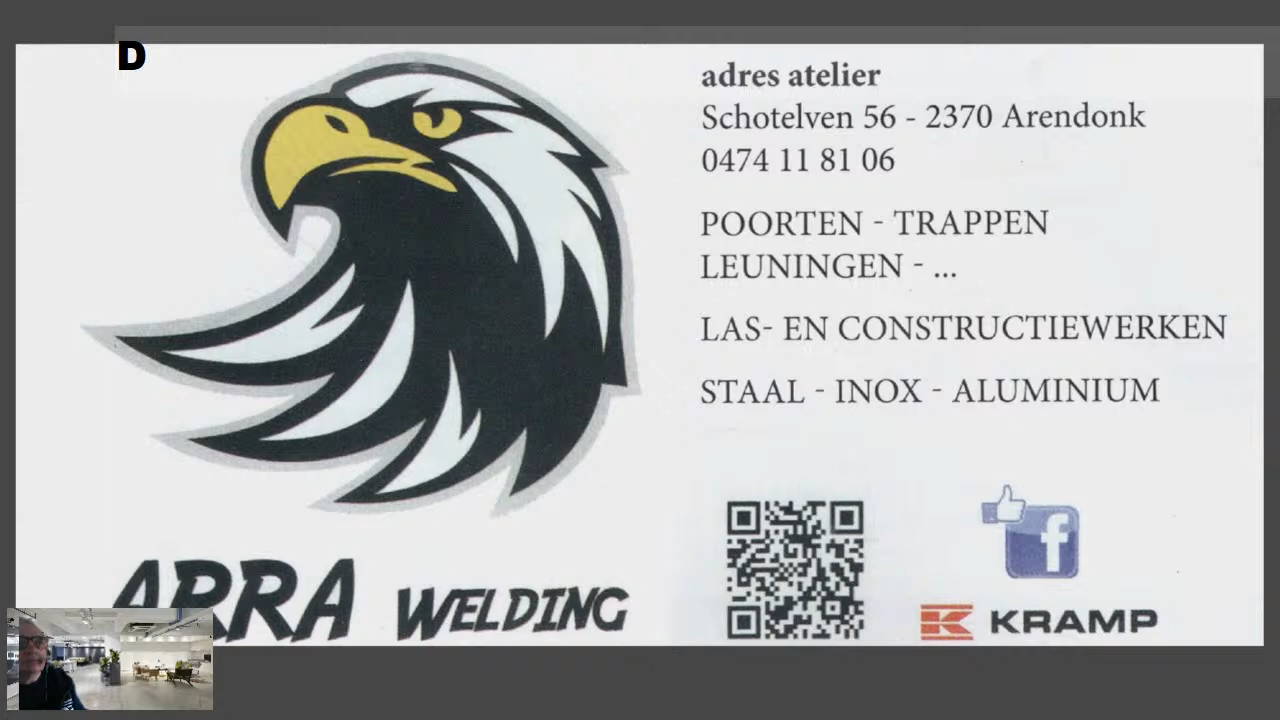 D
adres atelier
Schotelven 56 - 2370 Arendonk
0474 11 81 06
POORTEN - TRAPPEN
LEUNINGEN - ...
LAS- EN CONSTRUCTIEWERKEN
STAAL - INOX - ALUMINIUM
ARRA WELDING
f
K KRAMP